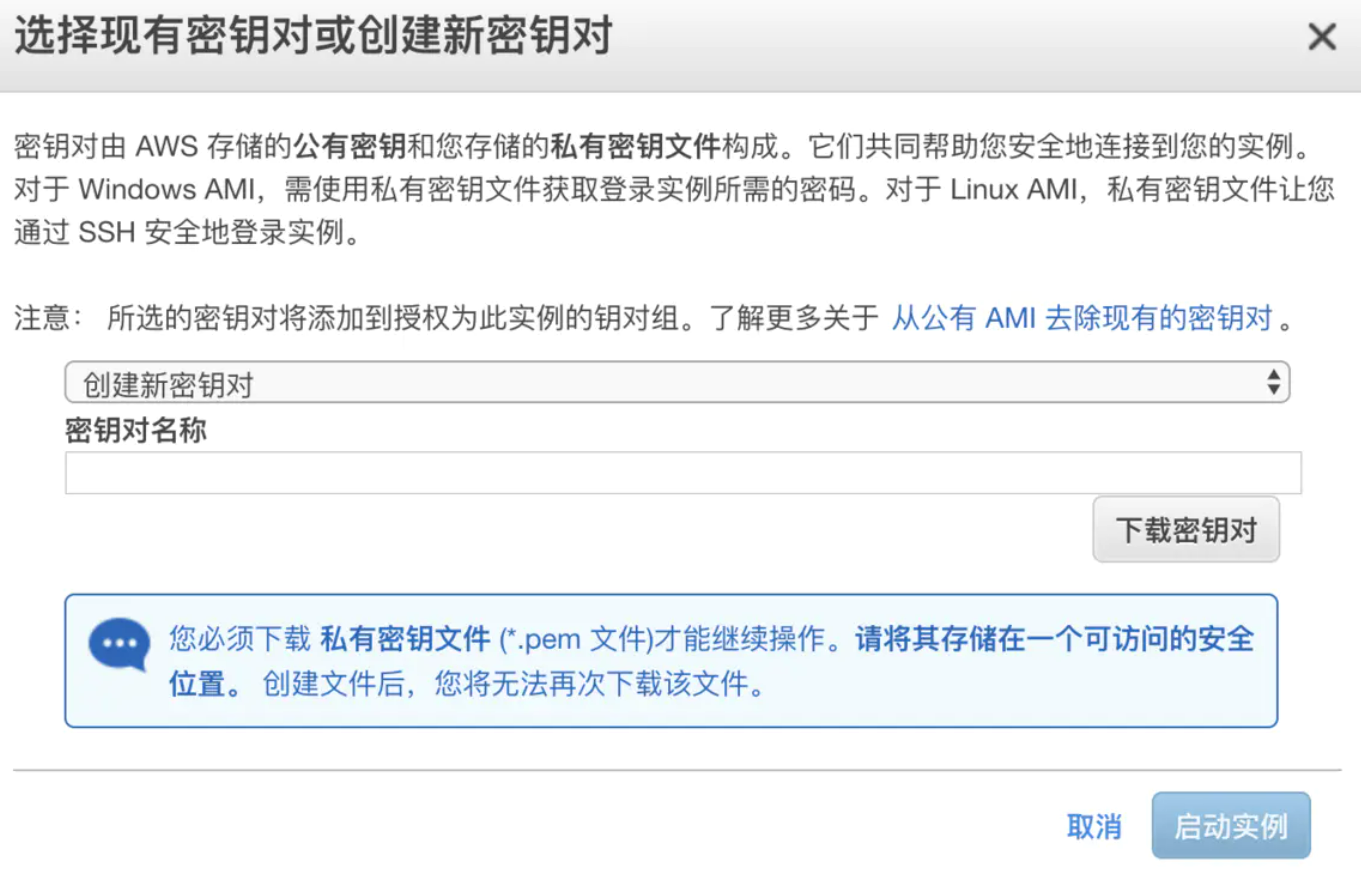 选择现有密钥对或创建新密钥对
密钥对由 AWS 存储的公有密钥和您存储的私有密钥文件构成。它们共同帮助您安全地连接到您的实例。
对于 Windows AMI，需使用私有密钥文件获取登录实例所需的密码。对于 Linux AMI，私有密钥文件让您
通过 SSH 安全地登录实例。
注意： 所选的密钥对将添加到授权为此实例的钥对组。了解更多关于 从公有 AMI 去除现有的密钥对 。
创建新密钥对
密钥对名称
下载密钥对
您必须下载 私有密钥文件 (*.pem 文件)才能继续操作。请将其存储在一个可访问的安全
位置。 创建文件后，您将无法再次下载该文件。
取消
启动实例